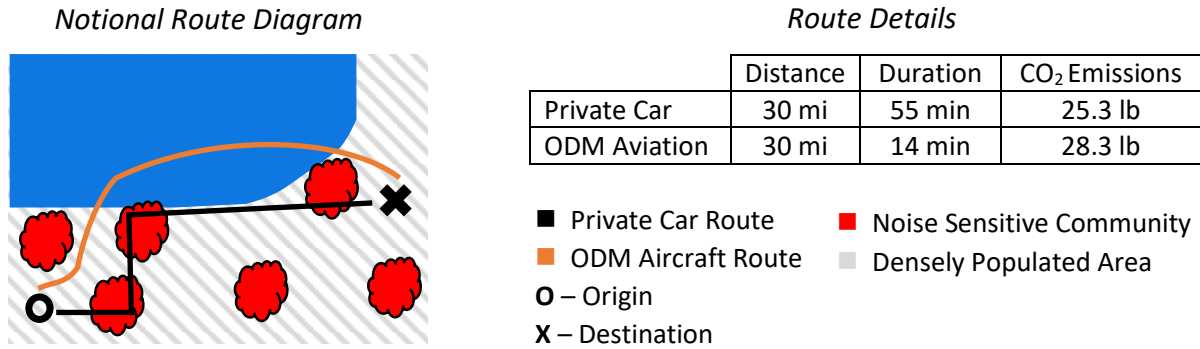 Notional Route Diagram
Route Details
Distance Duration CO₂ Emissions
Private Car 30 mi 55 min 25.3 lb
ODM Aviation 30 mi 14 min 28.3 lb
Private Car Route
Noise Sensitive Community
ODM Aircraft Route
Densely Populated Area
O – Origin
X – Destination